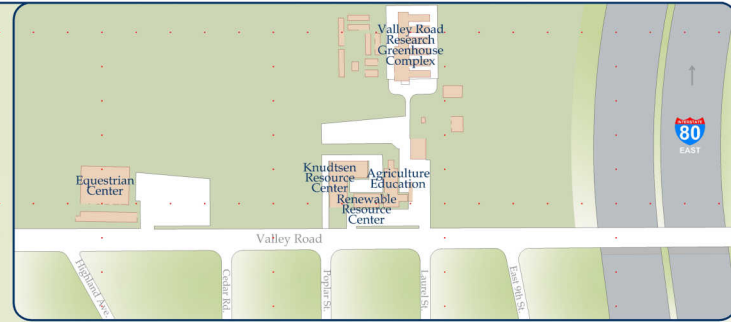 Valley Road
Research
Greenhouse
Complex
INTERSTATE
80
EAST
Equestrian
Center
Knudtsen
Resource
Center
Agriculture
Education
Renewable
Resource
Center
Valley Road
Highland Ave.
Cedar Rd.
Poplar St.
Laurel St.
East 9th St.